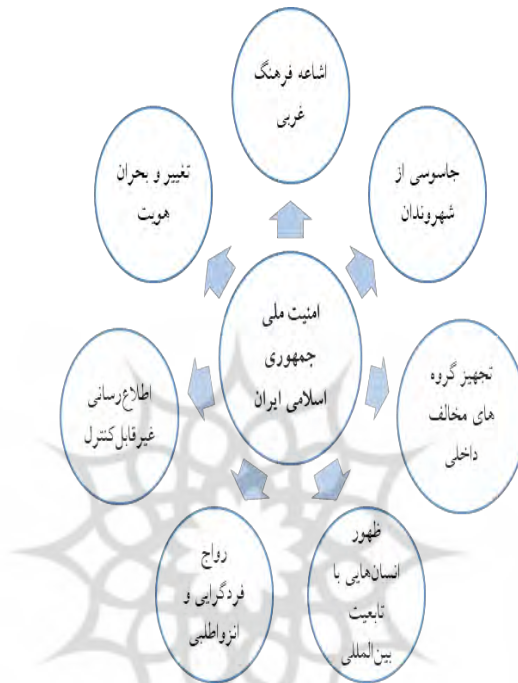 اشاعه فرهنگ
غربی
جاسوسی از
شهروندان
تغییر و بحران
هویت
امنیت ملی
جمهوری
اسلامی ایران
تجهیز گروه
های مخالف
داخلی
اطلاع‌رسانی
غیرقابل‌کنترل
ظهور
انسان‌هایی با
تابعیت
بین‌المللی
رواج
فردگرایی و
انزواطلبی